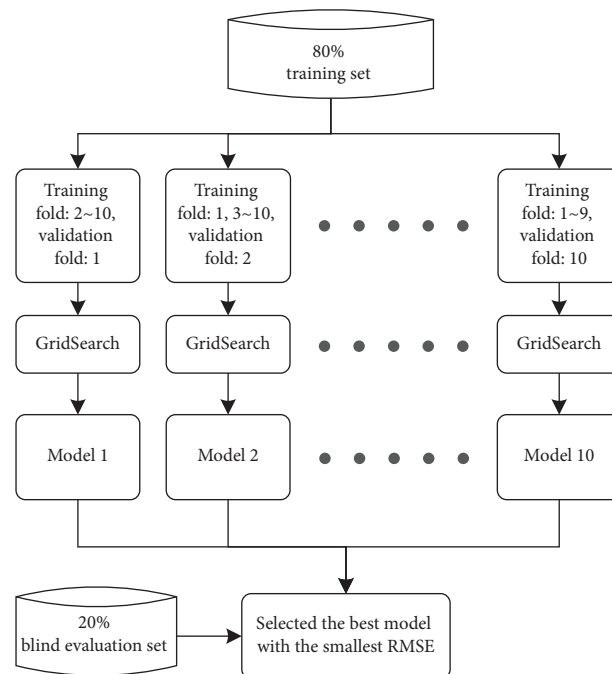 80%
training set
Training
fold: 2~10,
validation
fold: 1
Training
fold: 1, 3~10,
validation
fold: 2
Training
fold: 1~9,
validation
fold: 10
GridSearch
GridSearch
GridSearch
Model 1
Model 2
Model 10
20%
blind evaluation set
Selected the best model
with the smallest RMSE